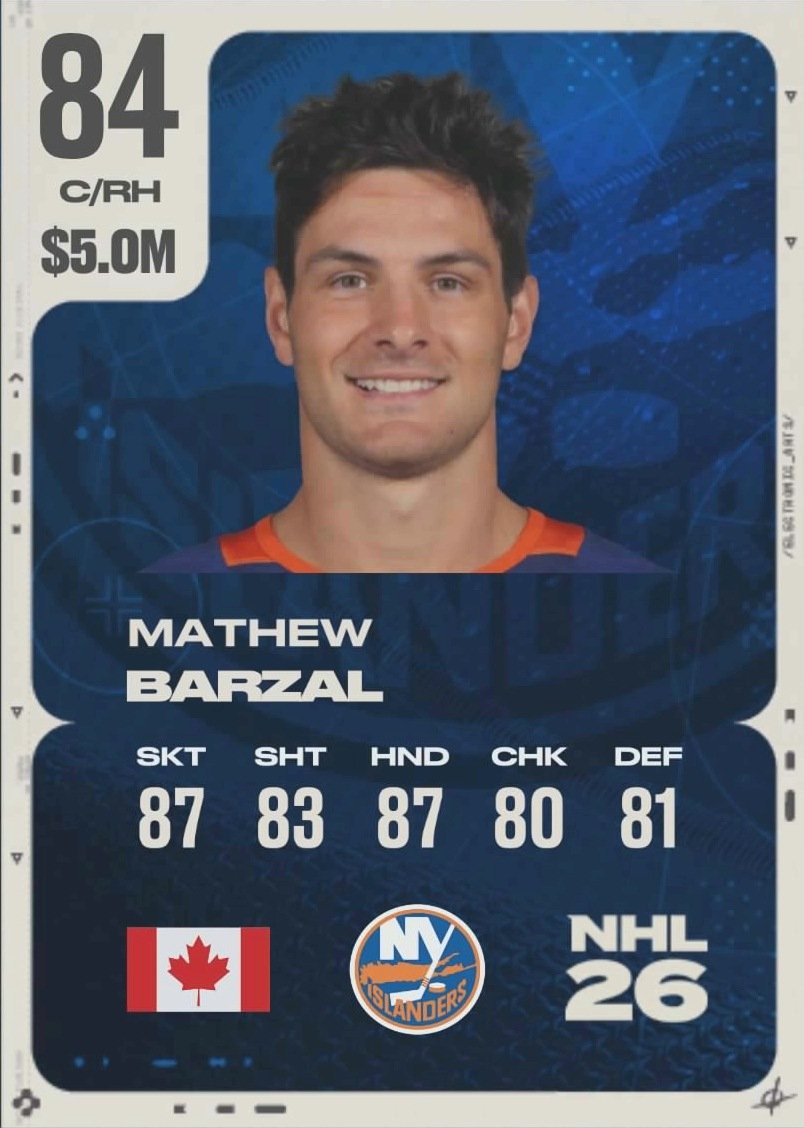 84
C/RH
$5.0M
MATHEW
BARZAL
SKT SHT HND CHK DEF
87 83 87 80 81
NY
ISLANDERS
NHL
26